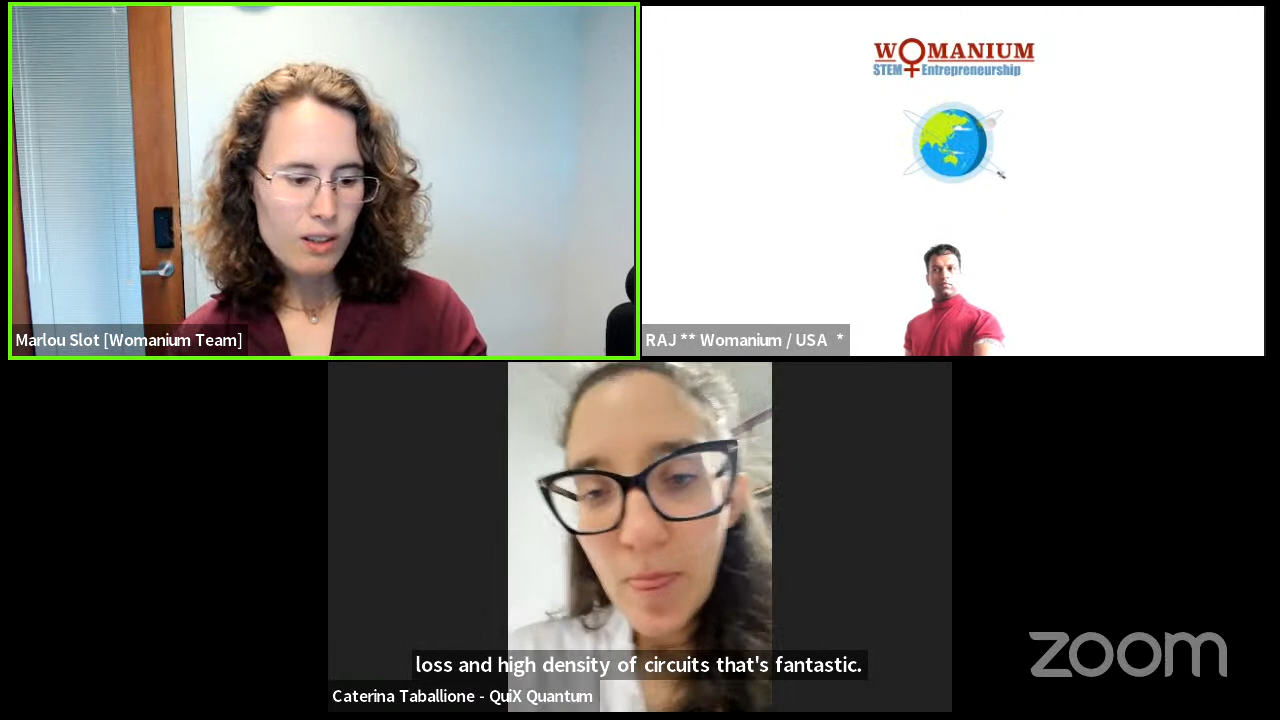 WOMANIUM
STEM Entrepreneurship
Marlou Slot [Womanium Team]
RAJ ** Womanium / USA *
loss and high density of circuits that's fantastic.
Caterina Taballione - QuiX Quantum
zoom